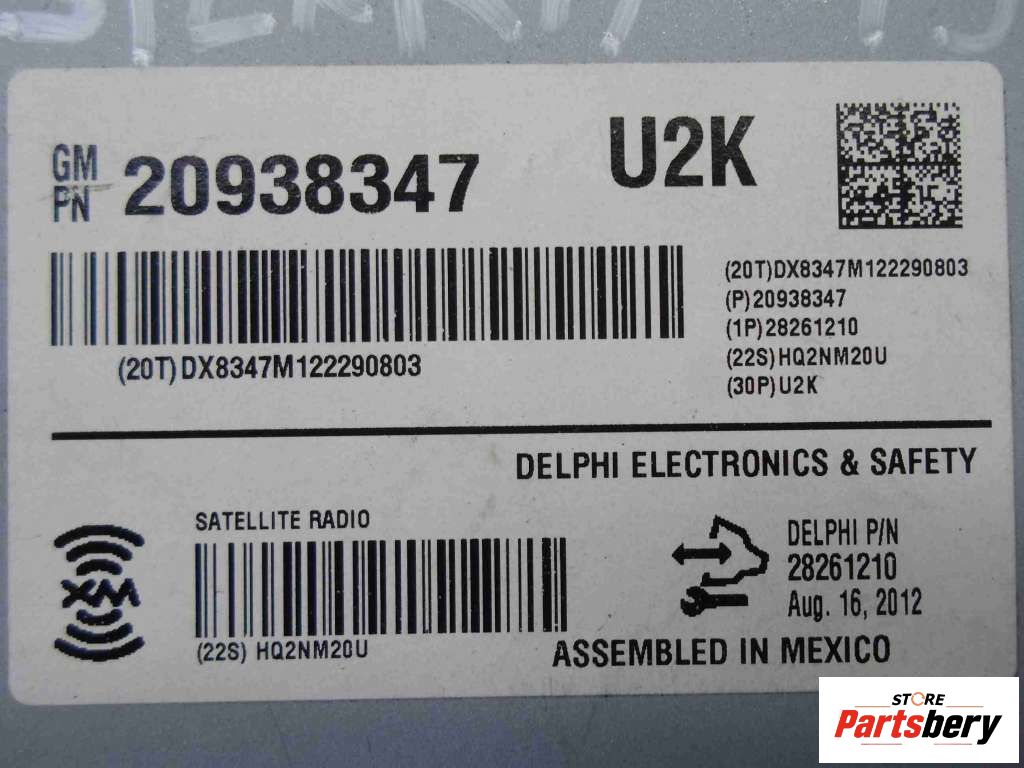 GM
PN 20938347
U2K
(20T)DX8347M122290803
(P)20938347
(1P)28261210
(22S)HQ2NM20U
(30P)U2K
(20T)DX8347M122290803
DELPHI ELECTRONICS & SAFETY
SATELLITE RADIO
XM
(22S) HQ2NM20U
DELPHI P/N
28261210
Aug. 16, 2012
ASSEMBLED IN MEXICO
STORE
Partsbery